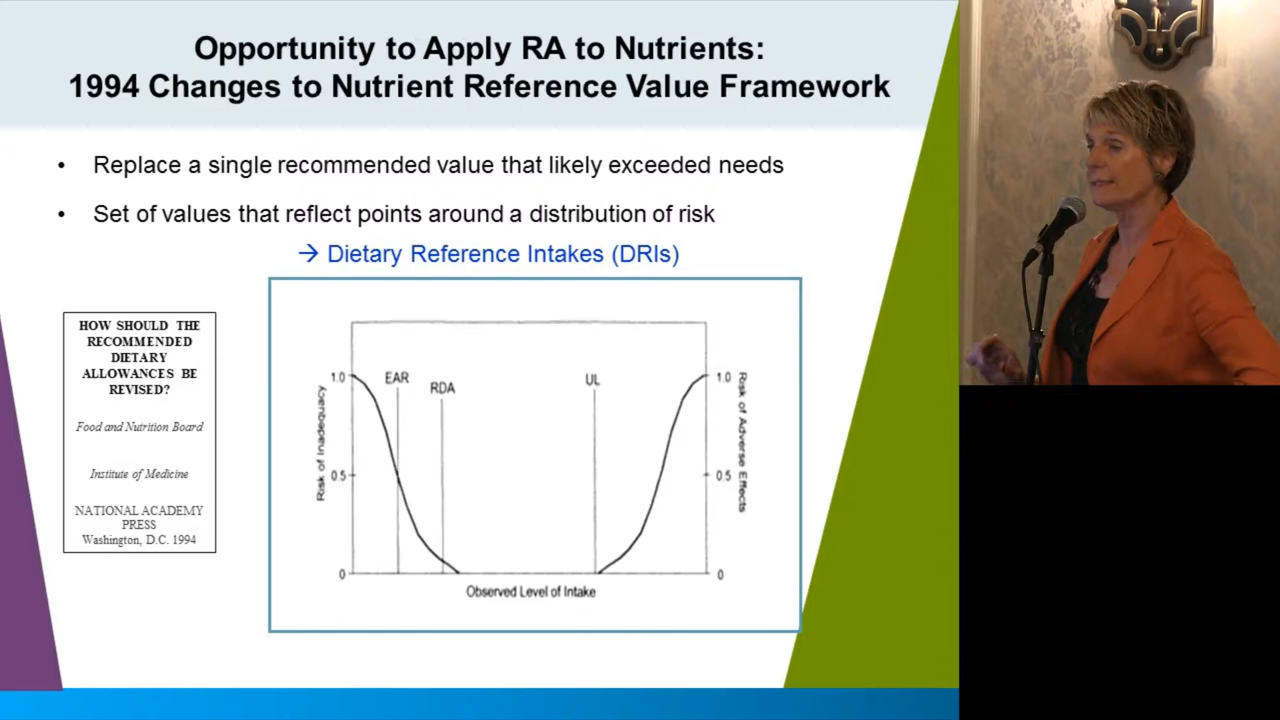 Opportunity to Apply RA to Nutrients:
1994 Changes to Nutrient Reference Value Framework
• Replace a single recommended value that likely exceeded needs
• Set of values that reflect points around a distribution of risk
→ Dietary Reference Intakes (DRIs)
HOW SHOULD THE
RECOMMENDED
DIETARY
ALLOWANCES BE
REVISED?
Food and Nutrition Board
Institute of Medicine
NATIONAL ACADEMY
PRESS
Washington, D.C. 1994
Risk of Inadequacy
1.0
0.5
0
EAR
RDA
UL
1.0
0.5
0
Risk of Adverse Effects
Observed Level of Intake